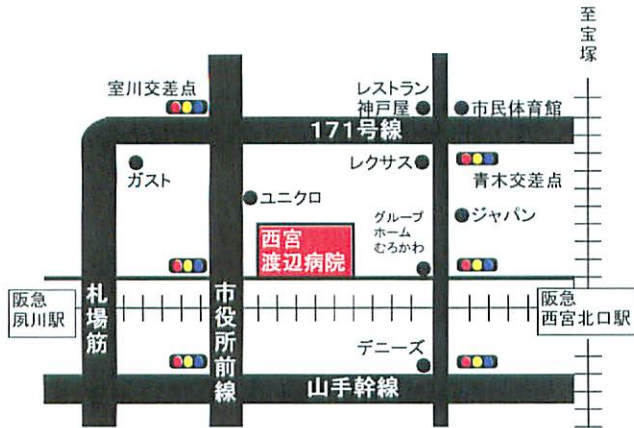 至宝塚
室川交差点
レストラン
神戸屋
市民体育館
171号線
ガスト
レクサス
青木交差点
ユニクロ
グループ
ホーム
むろかわ
ジャパン
西宮
渡辺病院
阪急
夙川駅
札場筋
市役所前線
阪急
西宮北口駅
デニーズ
山手幹線